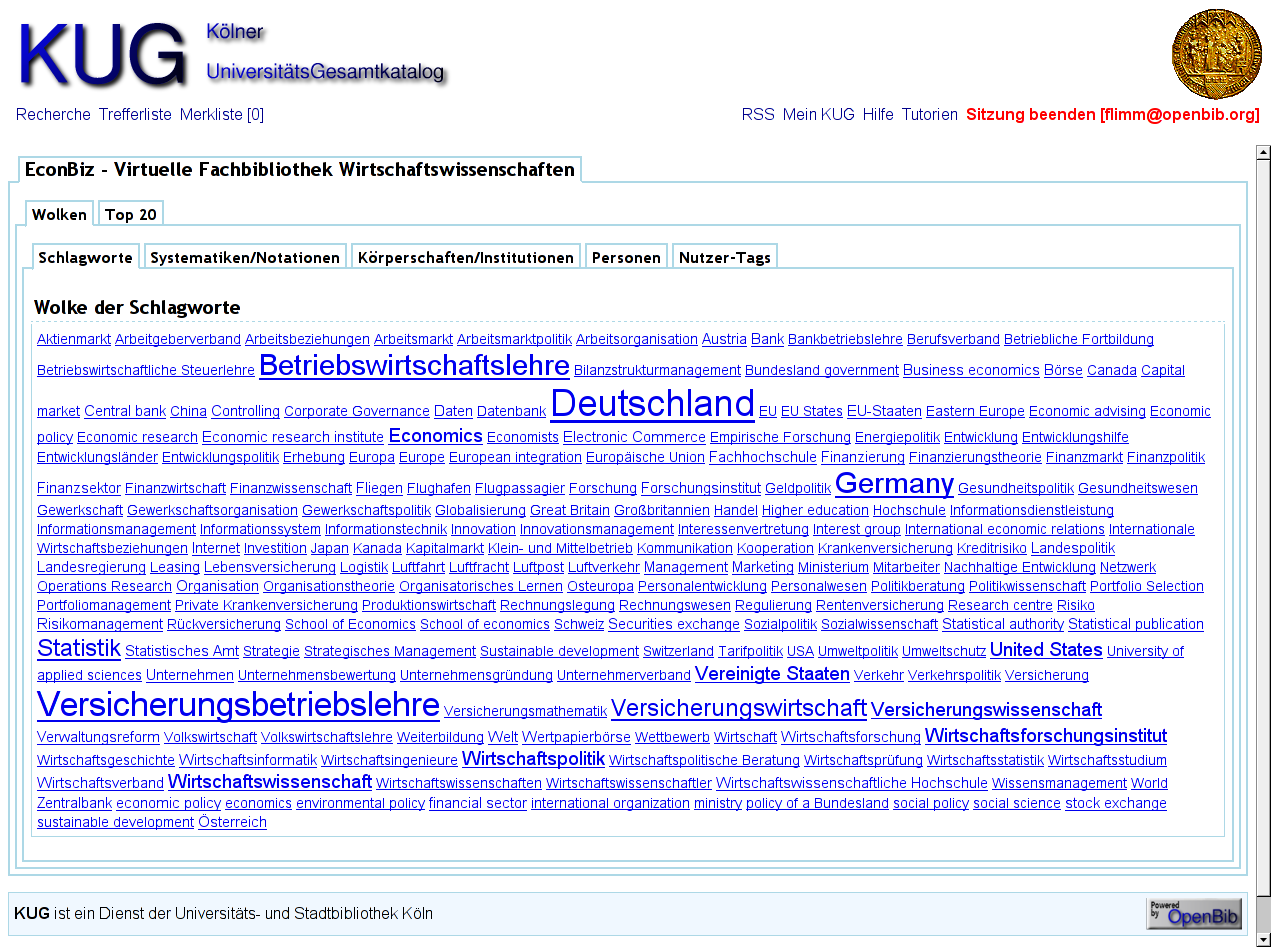 KUG Kölner
UniversitätsGesamtkatalog
Recherche Trefferliste Merkliste [0] RSS Mein KUG Hilfe Tutorien Sitzung beenden [flimm@openbib.org]
EconBiz - Virtuelle Fachbibliothek Wirtschaftswissenschaften
Wolken Top 20
Schlagworte Systematiken/Notationen Körperschaften/Institutionen Personen Nutzer-Tags
Wolke der Schlagworte
Aktienmarkt Arbeitgeberverband Arbeitsbeziehungen Arbeitsmarkt Arbeitsmarktpolitik Arbeitsorganisation Austria Bank Bankbetriebslehre Berufsverband Betriebliche Fortbildung
Betriebswirtschaftliche Steuerlehre Betriebswirtschaftslehre Bilanzstrukturmanagement Bundesland government Business economics Börse Canada Capital
market Central bank China Controlling Corporate Governance Daten Datenbank Deutschland EU EU States EU-Staaten Eastern Europe Economic advising Economic
policy Economic research Economic research institute Economics Economists Electronic Commerce Empirische Forschung Energiepolitik Entwicklung Entwicklungshilfe
Entwicklungsländer Entwicklungspolitik Erhebung Europa Europe European integration Europäische Union Fachhochschule Finanzierung Finanzierungstheorie Finanzmarkt Finanzpolitik
Finanzsektor Finanzwirtschaft Finanzwissenschaft Fliegen Flughafen Flugpassagier Forschung Forschungsinstitut Geldpolitik Germany Gesundheitspolitik Gesundheitswesen
Gewerkschaft Gewerkschaftsorganisation Gewerkschaftspolitik Globalisierung Great Britain Großbritannien Handel Higher education Hochschule Informationsdienstleistung
Informationsmanagement Informationssystem Informationstechnik Innovation Innovationsmanagement Interessenvertretung Interest group International economic relations Internationale
Wirtschaftsbeziehungen Internet Investition Japan Kanada Kapitalmarkt Klein- und Mittelbetrieb Kommunikation Kooperation Krankenversicherung Kreditrisiko Landespolitik
Landesregierung Leasing Lebensversicherung Logistik Luftfahrt Luftfracht Luftpost Luftverkehr Management Marketing Ministerium Mitarbeiter Nachhaltige Entwicklung Netzwerk
Operations Research Organisation Organisationstheorie Organisatorisches Lernen Osteuropa Personalentwicklung Personalwesen Politikberatung Politikwissenschaft Portfolio Selection
Portfoliomanagement Private Krankenversicherung Produktionswirtschaft Rechnungslegung Rechnungswesen Regulierung Rentenversicherung Research centre Risiko
Risikomanagement Rückversicherung School of Economics School of economics Schweiz Securities exchange Sozialpolitik Sozialwissenschaft Statistical authority Statistical publication
Statistik Statistisches Amt Strategie Strategisches Management Sustainable development Switzerland Tarifpolitik USA Umweltpolitik Umweltschutz United States University of
applied sciences Unternehmen Unternehmensbewertung Unternehmensgründung Unternehmerverband Vereinigte Staaten Verkehr Verkehrspolitik Versicherung
Versicherungsbetriebslehre Versicherungsmathematik Versicherungswirtschaft Versicherungswissenschaft
Verwaltungsreform Volkswirtschaft Volkswirtschaftslehre Weiterbildung Welt Wertpapierbörse Wettbewerb Wirtschaft Wirtschaftsforschung Wirtschaftsforschungsinstitut
Wirtschaftsgeschichte Wirtschaftsinformatik Wirtschaftsingenieure Wirtschaftspolitik Wirtschaftspolitische Beratung Wirtschaftsprüfung Wirtschaftsstatistik Wirtschaftsstudium
Wirtschaftsverband Wirtschaftswissenschaft Wirtschaftswissenschaften Wirtschaftswissenschaftler Wirtschaftswissenschaftliche Hochschule Wissensmanagement World
Zentralbank economic policy economics environmental policy financial sector international organization ministry policy of a Bundesland social policy social science stock exchange
sustainable development Österreich
KUG ist ein Dienst der Universitäts- und Stadtbibliothek Köln
Powered by OpenBib